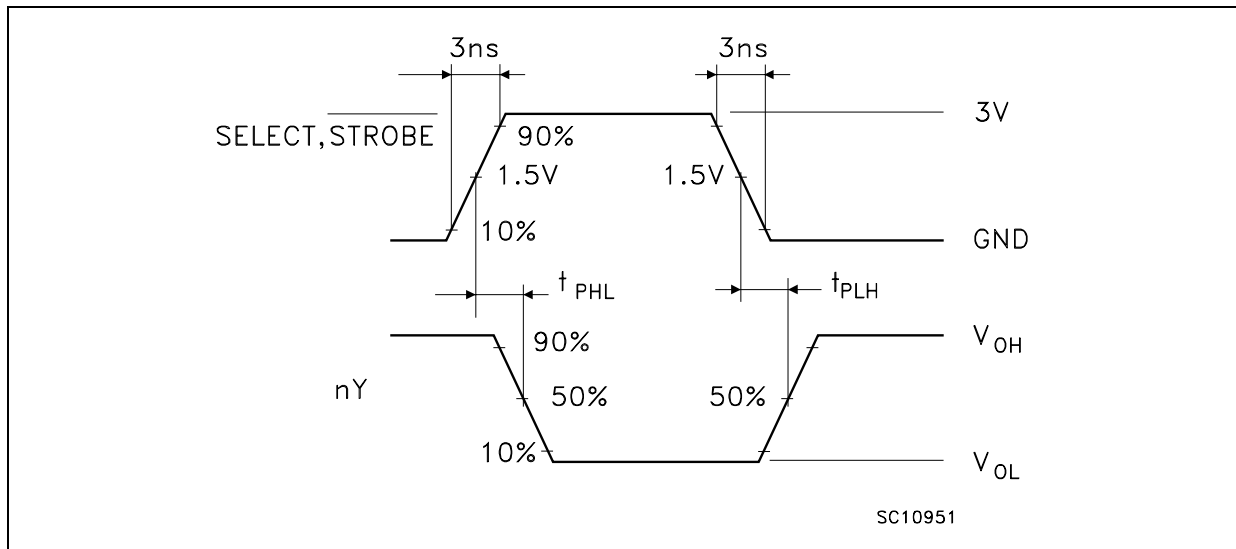 3ns 3ns
3V
SELECT, STROBE
90%
1.5V 1.5V
10%
GND
t PHL tPLH
90%
VOH
nY
50% 50%
10%
VOL
SC10951